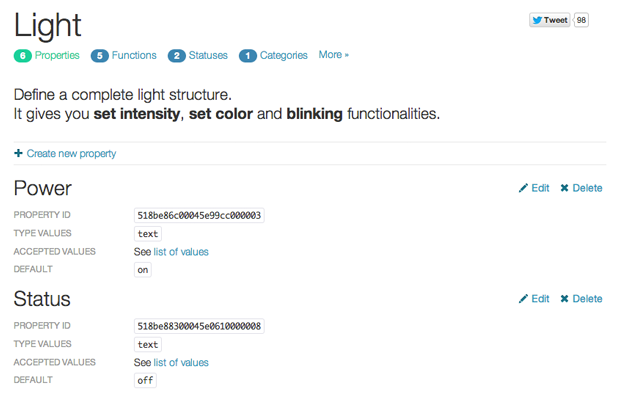 Light
Tweet 98
6 Properties 5 Functions 2 Statuses 1 Categories More »
Define a complete light structure.
It gives you set intensity, set color and blinking functionalities.
+ Create new property
Power Edit Delete
PROPERTY ID 518be86c00045e99cc000003
TYPE VALUES text
ACCEPTED VALUES See list of values
DEFAULT on
Status Edit Delete
PROPERTY ID 518be88300045e0610000008
TYPE VALUES text
ACCEPTED VALUES See list of values
DEFAULT off